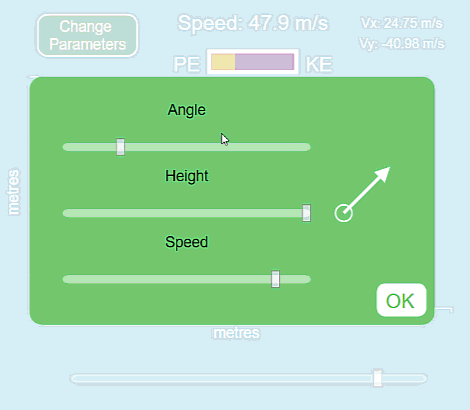 Change
Parameters
Speed: 47.9 m/s
Vx: 24.75 m/s
Vy: -40.98 m/s
PE
KE
Angle
Height
metres
Speed
OK
metres